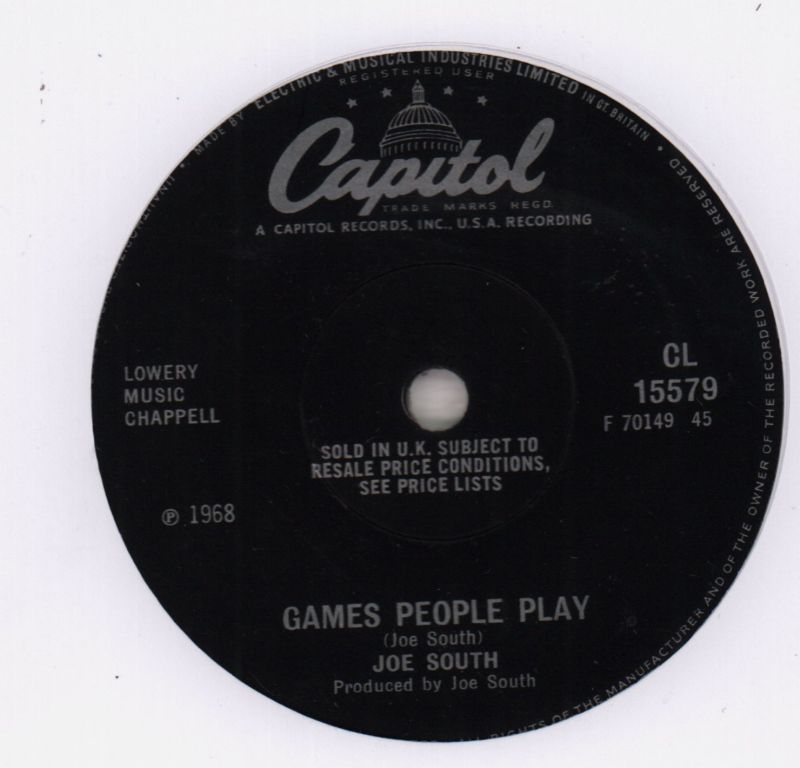 MADE BY ELECTRIC & MUSICAL INDUSTRIES LIMITED IN GT. BRITAIN •
REGISTERED USER
Capitol
TRADE MARKS REGD.
A CAPITOL RECORDS, INC., U.S.A. RECORDING
LOWERY
MUSIC
CHAPPELL
CL
15579
F 70149 45
SOLD IN U.K. SUBJECT TO
RESALE PRICE CONDITIONS,
SEE PRICE LISTS
℗ 1968
GAMES PEOPLE PLAY
(Joe South)
JOE SOUTH
Produced by Joe South
ALL RIGHTS OF THE MANUFACTURER AND OF THE OWNER OF THE RECORDED WORK ARE RESERVED